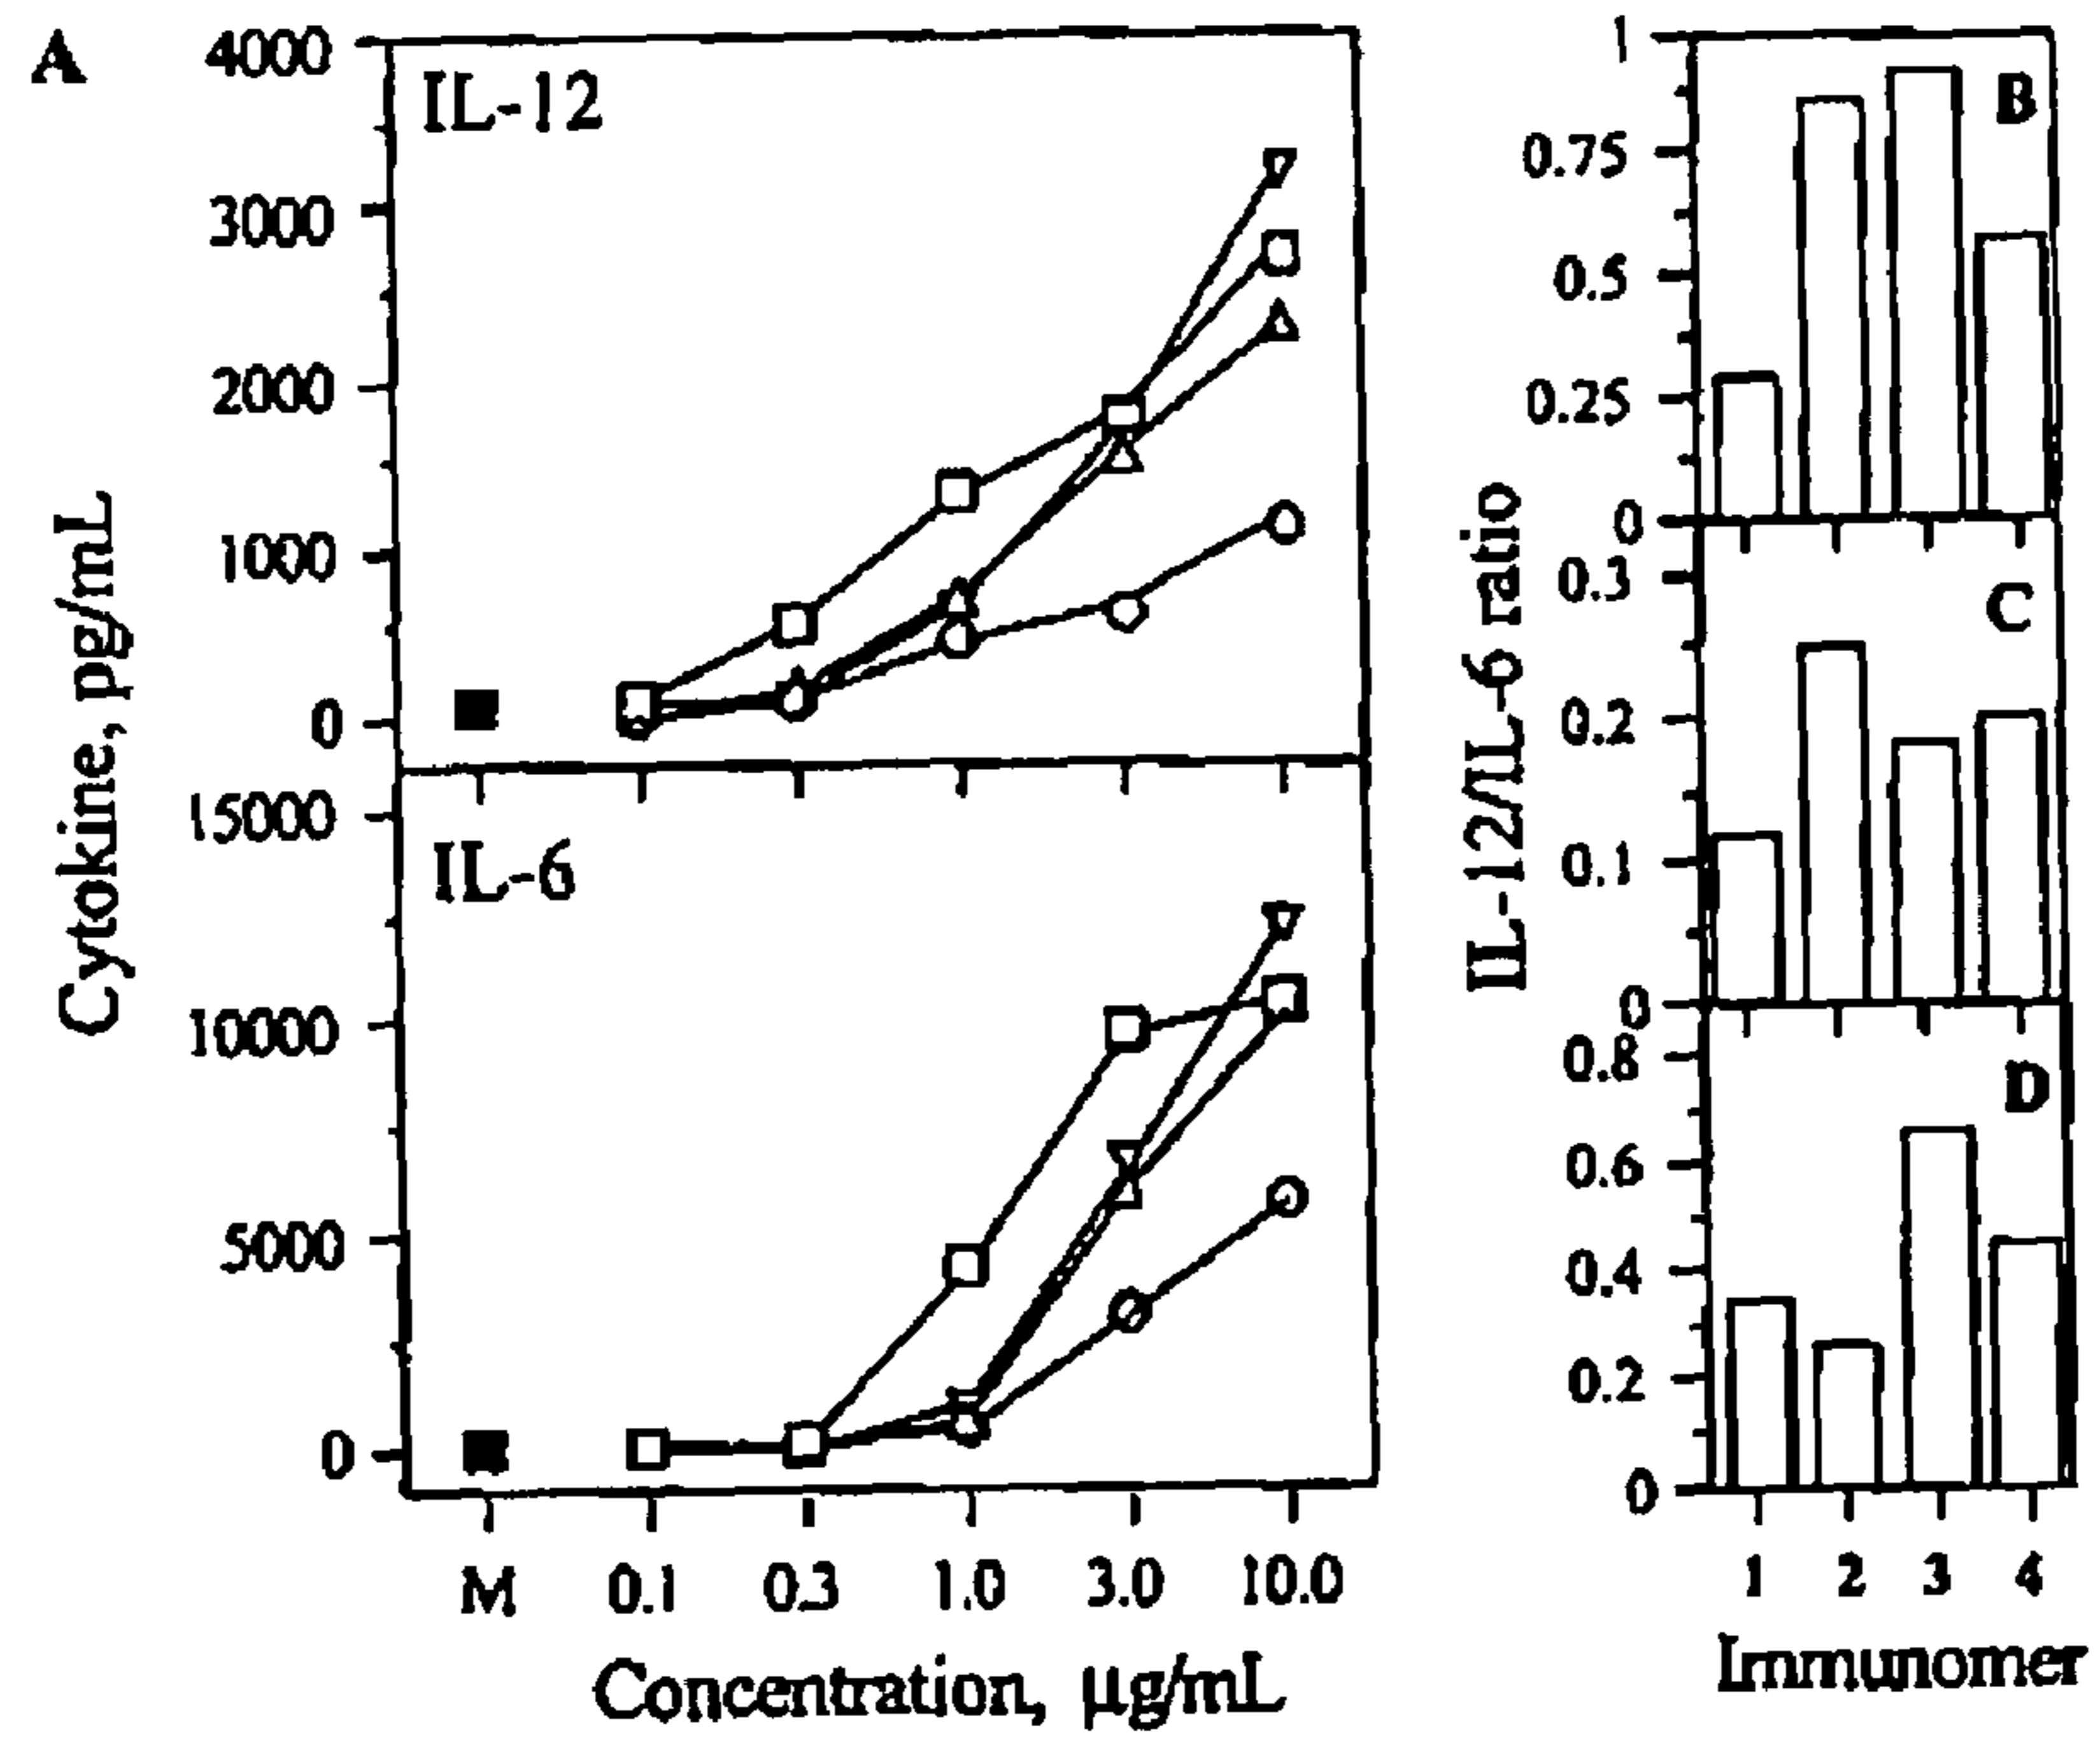 A
4000
3000
2000
1000
0
IL-12
15000
10000
5000
0
IL-6
Cytokine, pg/mL
M 0.1 0.3 1.0 3.0 10.0
Concentration, µg/mL
1
0.75
0.5
0.25
0
B
0.3
0.2
0.1
0
C
0.8
0.6
0.4
0.2
0
D
IL-12/IL-6 ratio
1 2 3 4
Immunomer